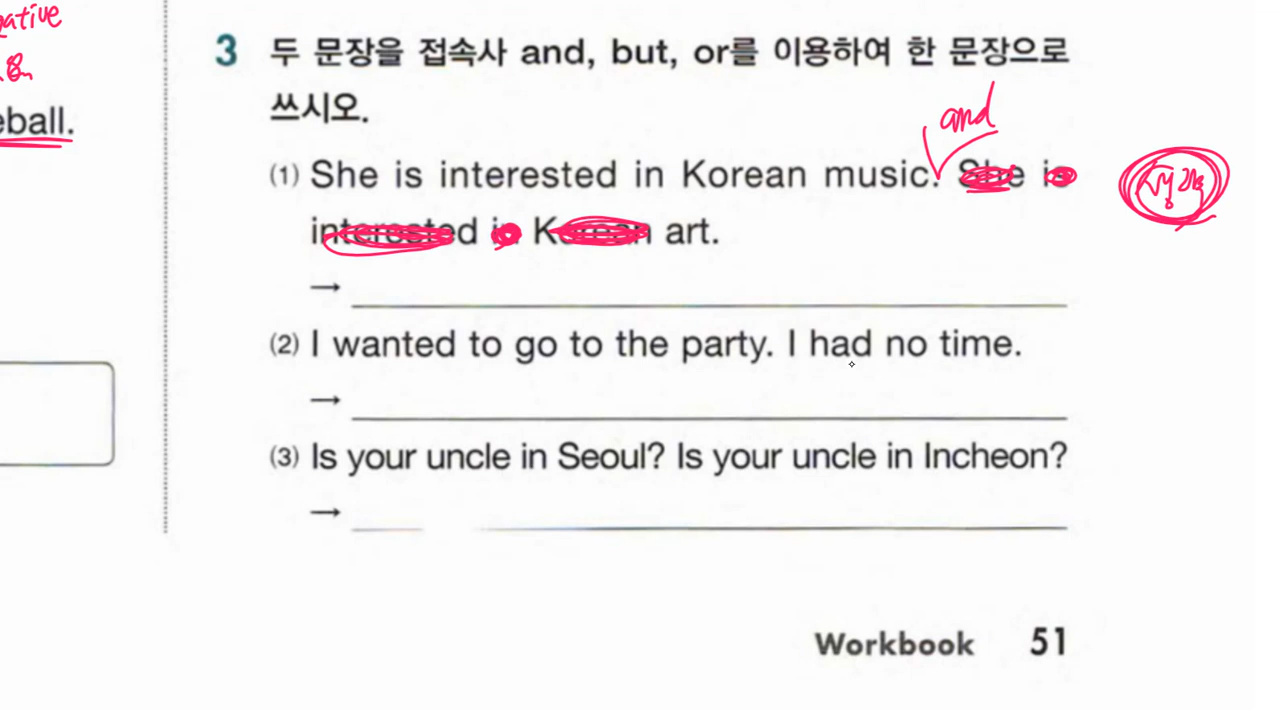 ative
eball.
3 두 문장을 접속사 and, but, or를 이용하여 한 문장으로
쓰시오.
and
(1) She is interested in Korean music. She is
생략
interested in Korean art.
→
(2) I wanted to go to the party. I had no time.
→
(3) Is your uncle in Seoul? Is your uncle in Incheon?
→
Workbook 51